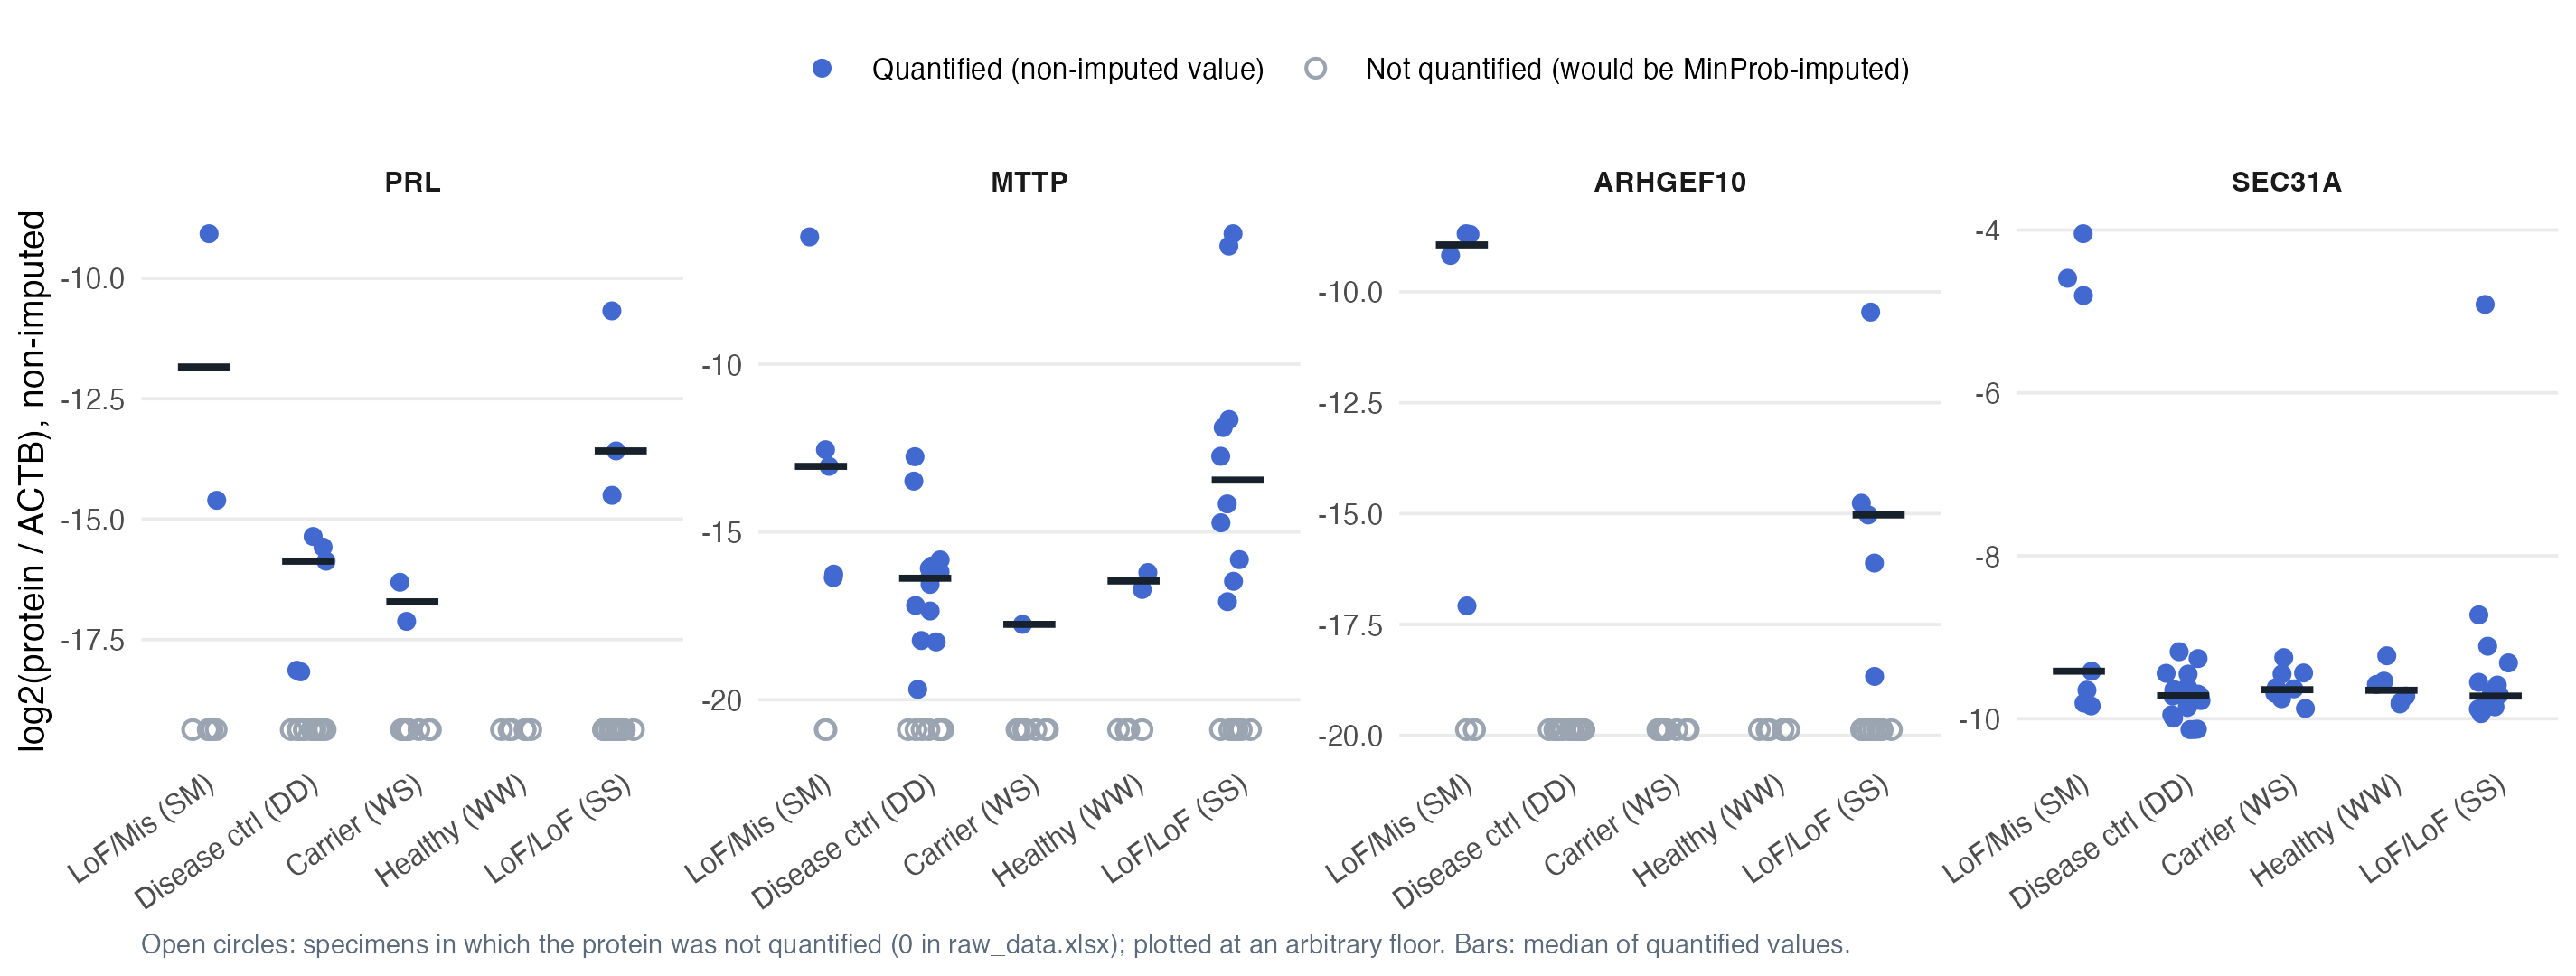 Quantified (non-imputed value) Not quantified (would be MinProb-imputed)
PRL MTTP ARHGEF10 SEC31A
log2(protein / ACTB), non-imputed
-10.0
-12.5
-15.0
-17.5
-10
-15
-20
-10.0
-12.5
-15.0
-17.5
-20.0
-4
-6
-8
-10
LoF/Mis (SM) Disease ctrl (DD) Carrier (WS) Healthy (WW) LoF/LoF (SS)
LoF/Mis (SM) Disease ctrl (DD) Carrier (WS) Healthy (WW) LoF/LoF (SS)
LoF/Mis (SM) Disease ctrl (DD) Carrier (WS) Healthy (WW) LoF/LoF (SS)
LoF/Mis (SM) Disease ctrl (DD) Carrier (WS) Healthy (WW) LoF/LoF (SS)
Open circles: specimens in which the protein was not quantified (0 in raw_data.xlsx); plotted at an arbitrary floor. Bars: median of quantified values.